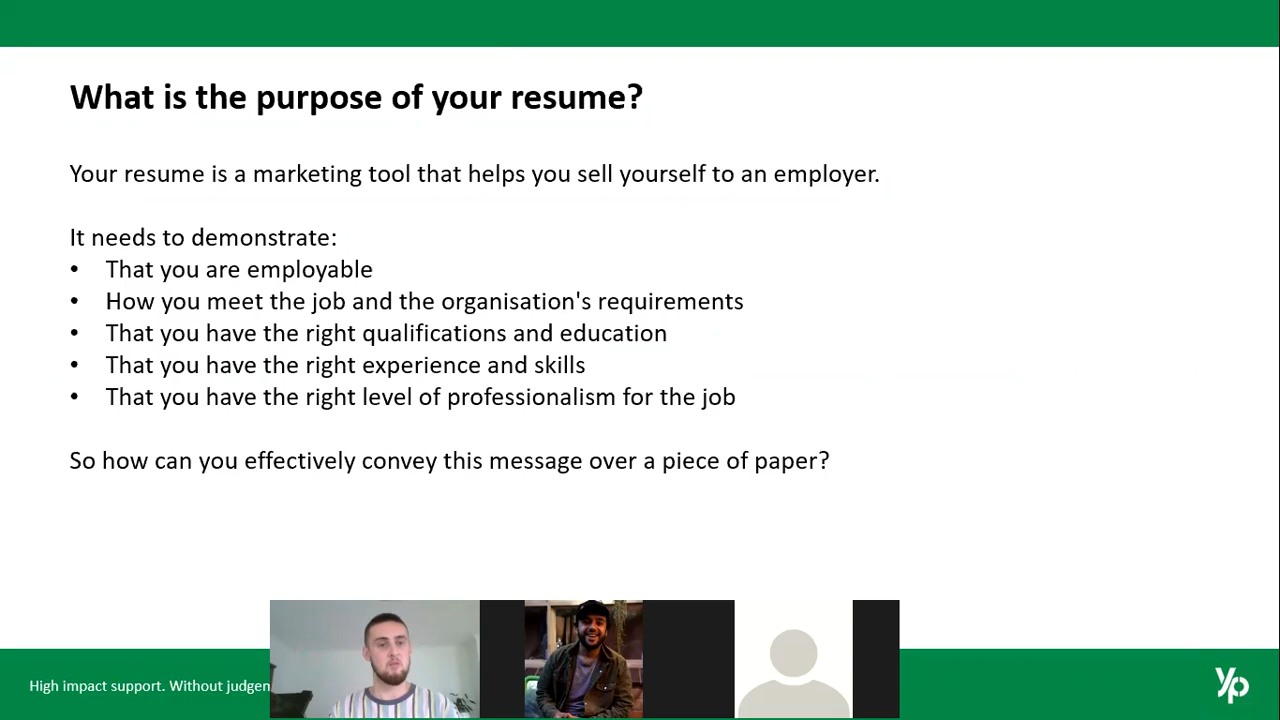 What is the purpose of your resume?
Your resume is a marketing tool that helps you sell yourself to an employer.
It needs to demonstrate:
• That you are employable
• How you meet the job and the organisation's requirements
• That you have the right qualifications and education
• That you have the right experience and skills
• That you have the right level of professionalism for the job
So how can you effectively convey this message over a piece of paper?
High impact support. Without judgen
yp